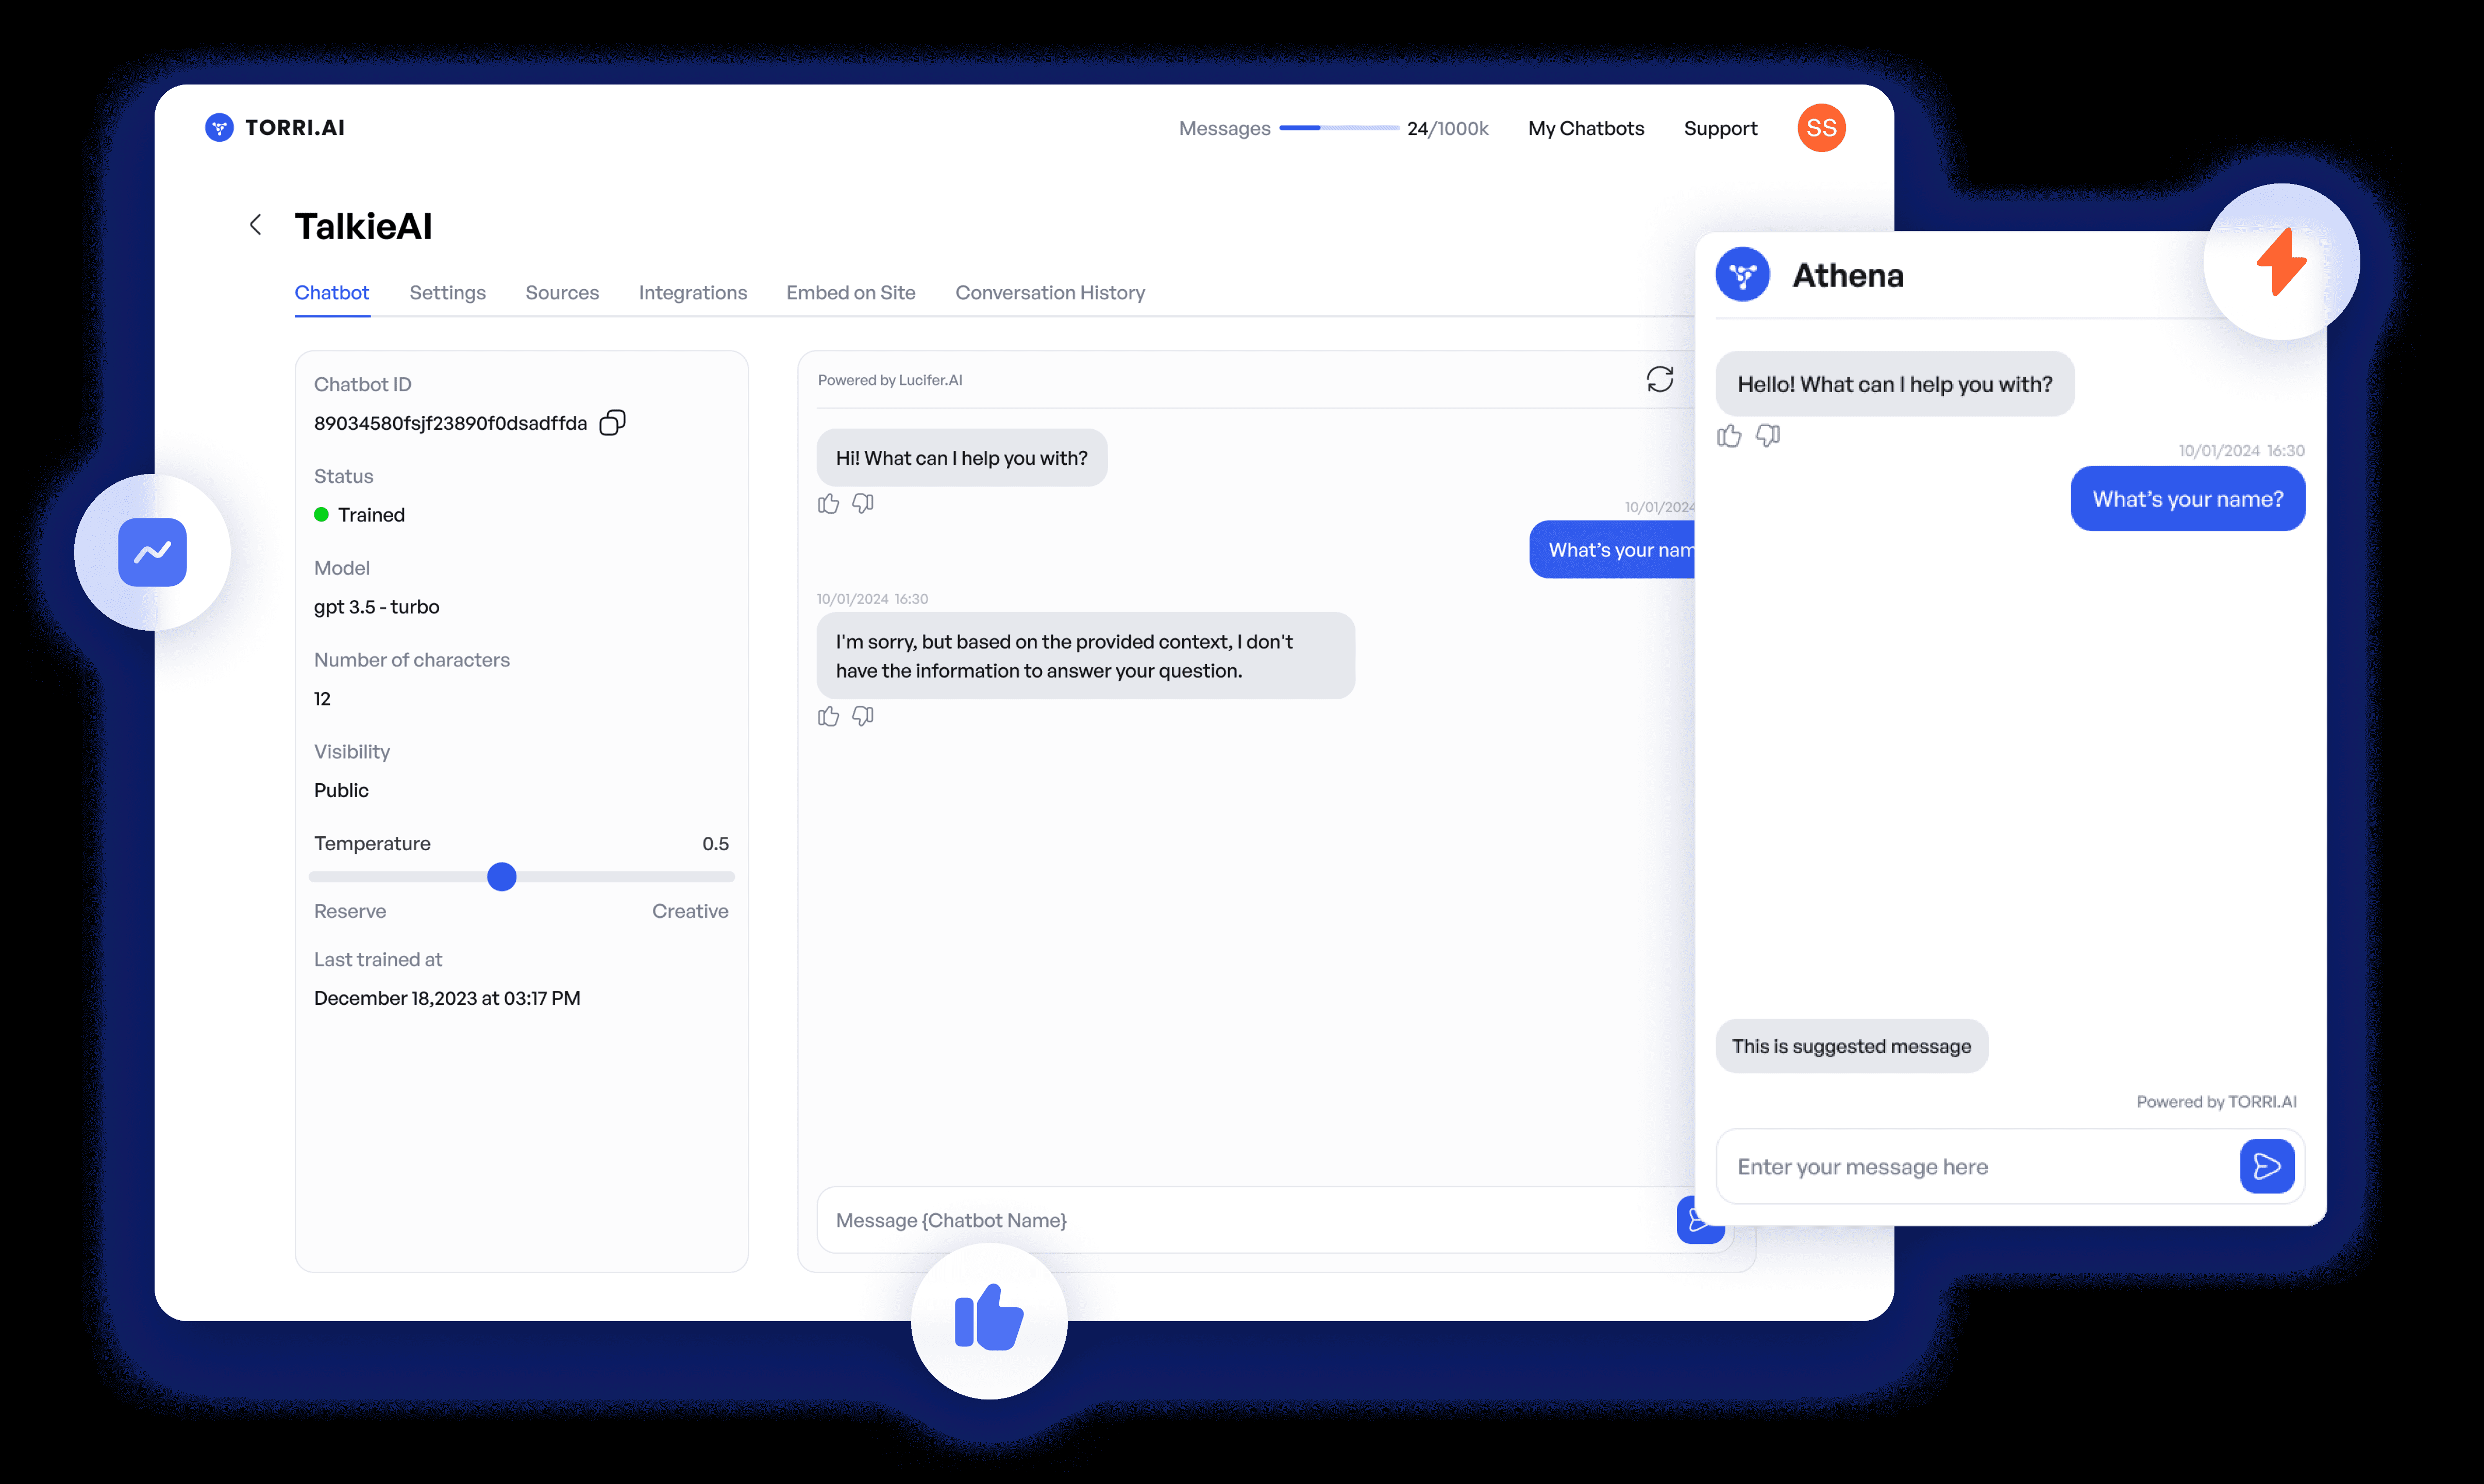 TORRI.AI
Messages 24/1000k My Chatbots Support SS
TalkieAI
Chatbot Settings Sources Integrations Embed on Site Conversation History
Chatbot ID
89034580fsjf23890f0dsadffda
Status
Trained
Model
gpt 3.5 - turbo
Number of characters
12
Visibility
Public
Temperature 0.5
Reserve Creative
Last trained at
December 18,2023 at 03:17 PM
Powered by Lucifer.AI
Hi! What can I help you with?
10/01/2024
What’s your nam
10/01/2024 16:30
I'm sorry, but based on the provided context, I don't
have the information to answer your question.
Message {Chatbot Name}
Athena
Hello! What can I help you with?
10/01/2024 16:30
What’s your name?
This is suggested message
Powered by TORRI.AI
Enter your message here